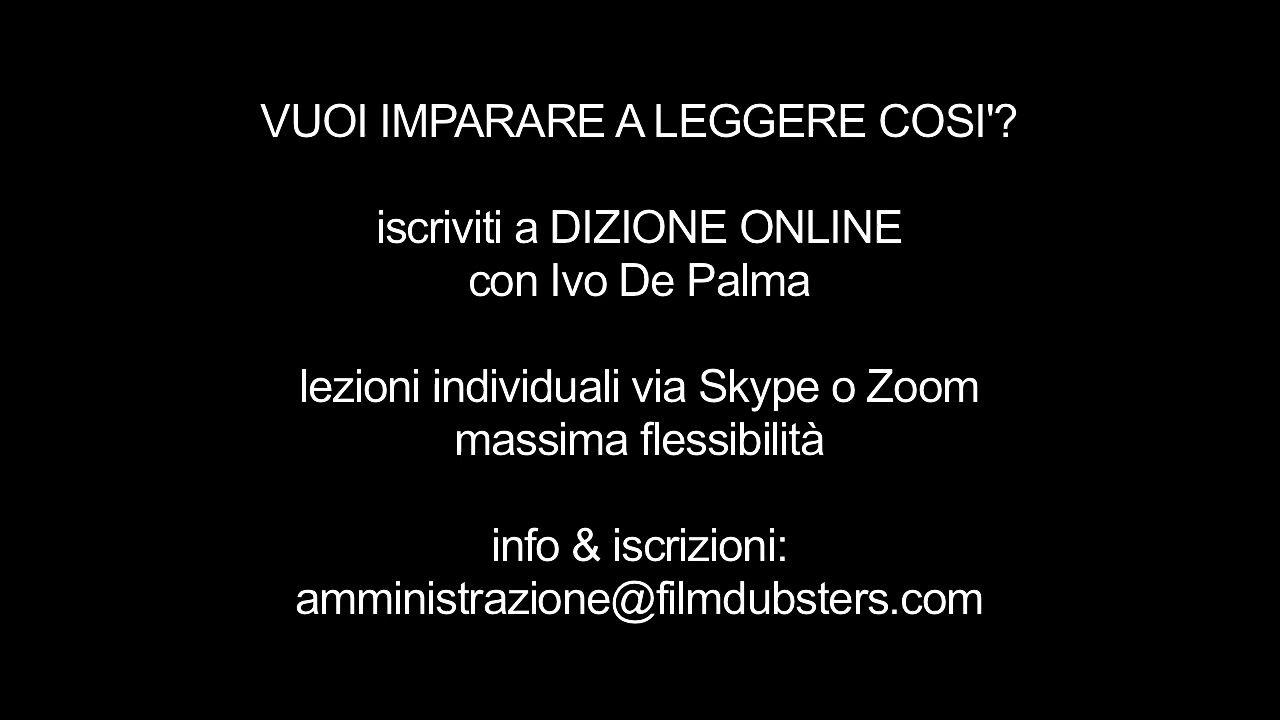 VUOI IMPARARE A LEGGERE COSI'?
iscriviti a DIZIONE ONLINE
con Ivo De Palma
lezioni individuali via Skype o Zoom
massima flessibilità
info & iscrizioni:
amministrazione@filmdubsters.com